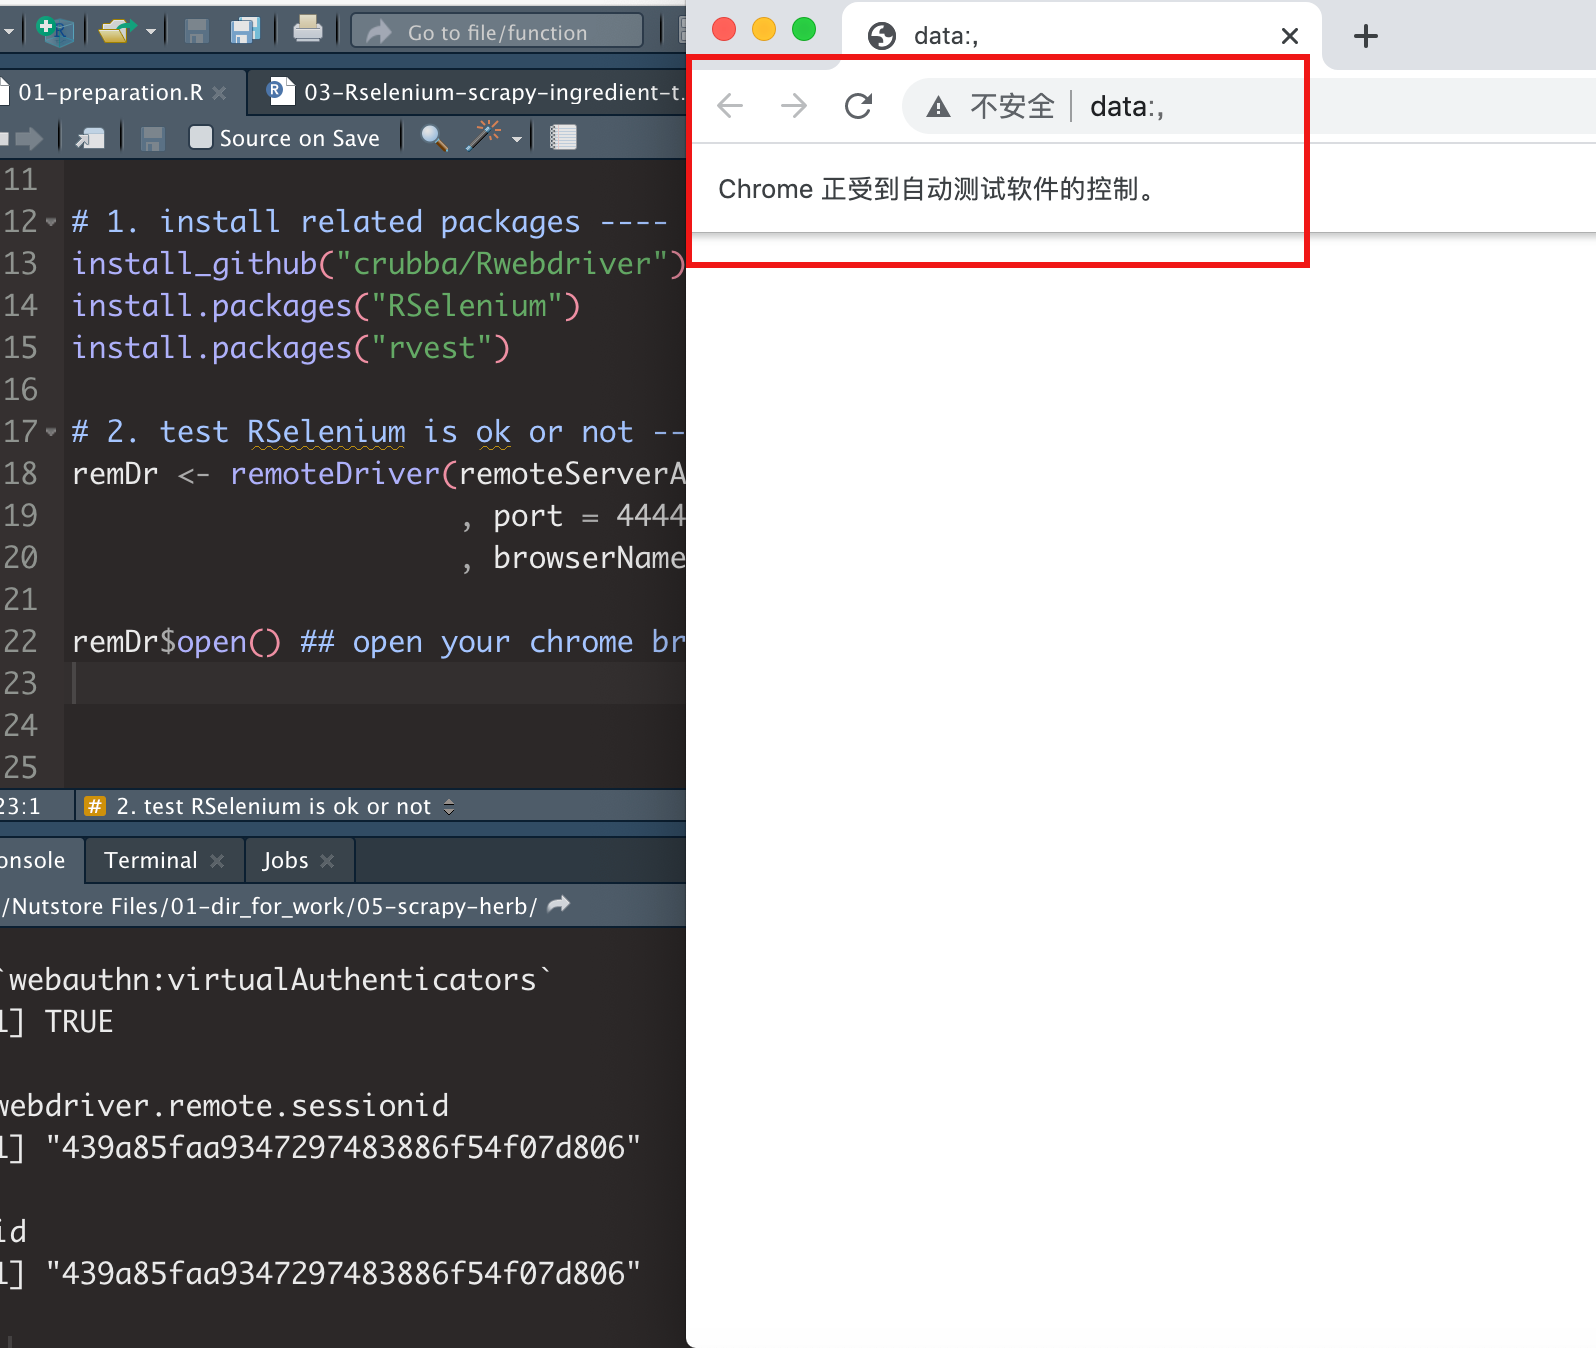 Go to file/function
01-preparation.R
03-Rselenium-scrapy-ingredient-t.
Source on Save
11
12 # 1. install related packages ----
13 install_github("crubba/Rwebdriver")
14 install.packages("RSelenium")
15 install.packages("rvest")
16
17 # 2. test RSelenium is ok or not --
18 remDr <- remoteDriver(remoteServerA
19 , port = 4444
20 , browserName
21
22 remDr$open() ## open your chrome br
23
24
25
23:1 # 2. test RSelenium is ok or not
onsole Terminal Jobs
/Nutstore Files/01-dir_for_work/05-scrapy-herb/
`webauthn:virtualAuthenticators`
1] TRUE
webdriver.remote.sessionid
1] "439a85faa9347297483886f54f07d806"
id
1] "439a85faa9347297483886f54f07d806"
data:,
不安全 data:,
Chrome 正受到自动测试软件的控制。